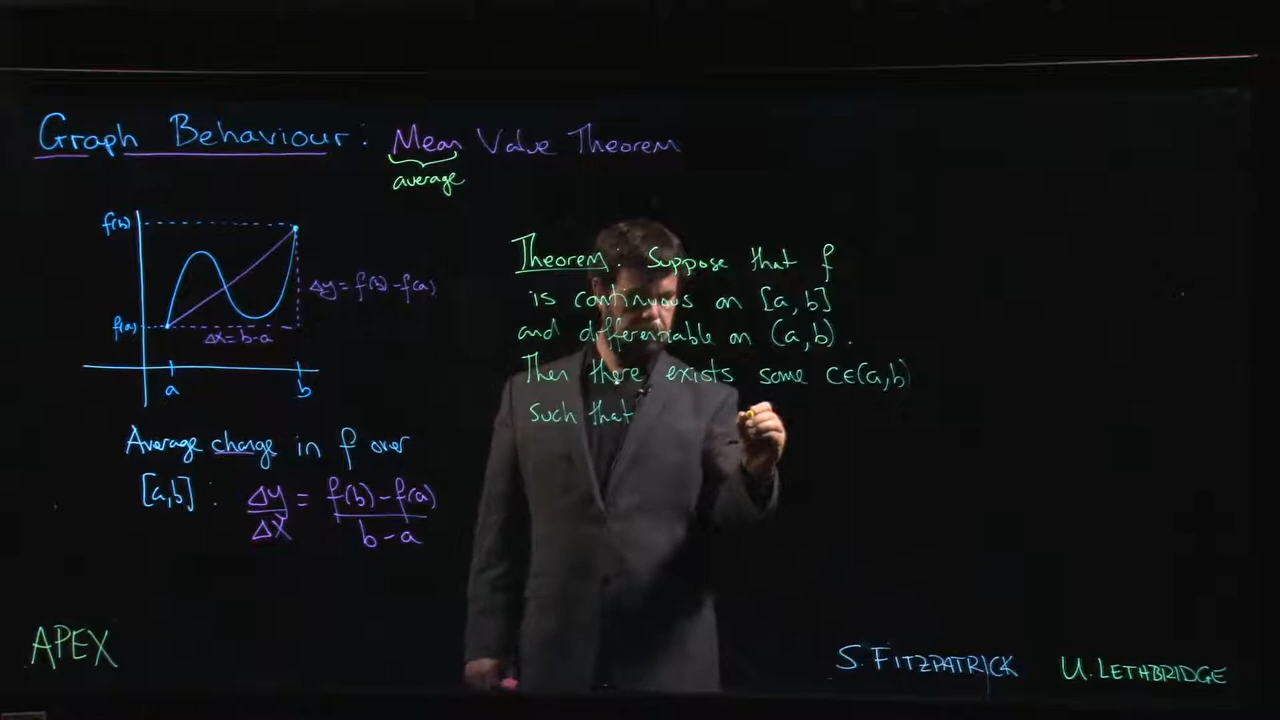 Graph Behaviour: Mean Value Theorem
average
f(b)
f(a)
Δy = f(b) - f(a)
Δx = b-a
a
b
Average change in f over
[a,b] : Δy/Δx = f(b) - f(a)/b - a
Theorem: Suppose that f
is continuous on [a,b]
and differentiable on (a,b).
Then there exists some c∈(a,b)
such that
APEX
S. FITZPATRICK
U. LETHBRIDGE